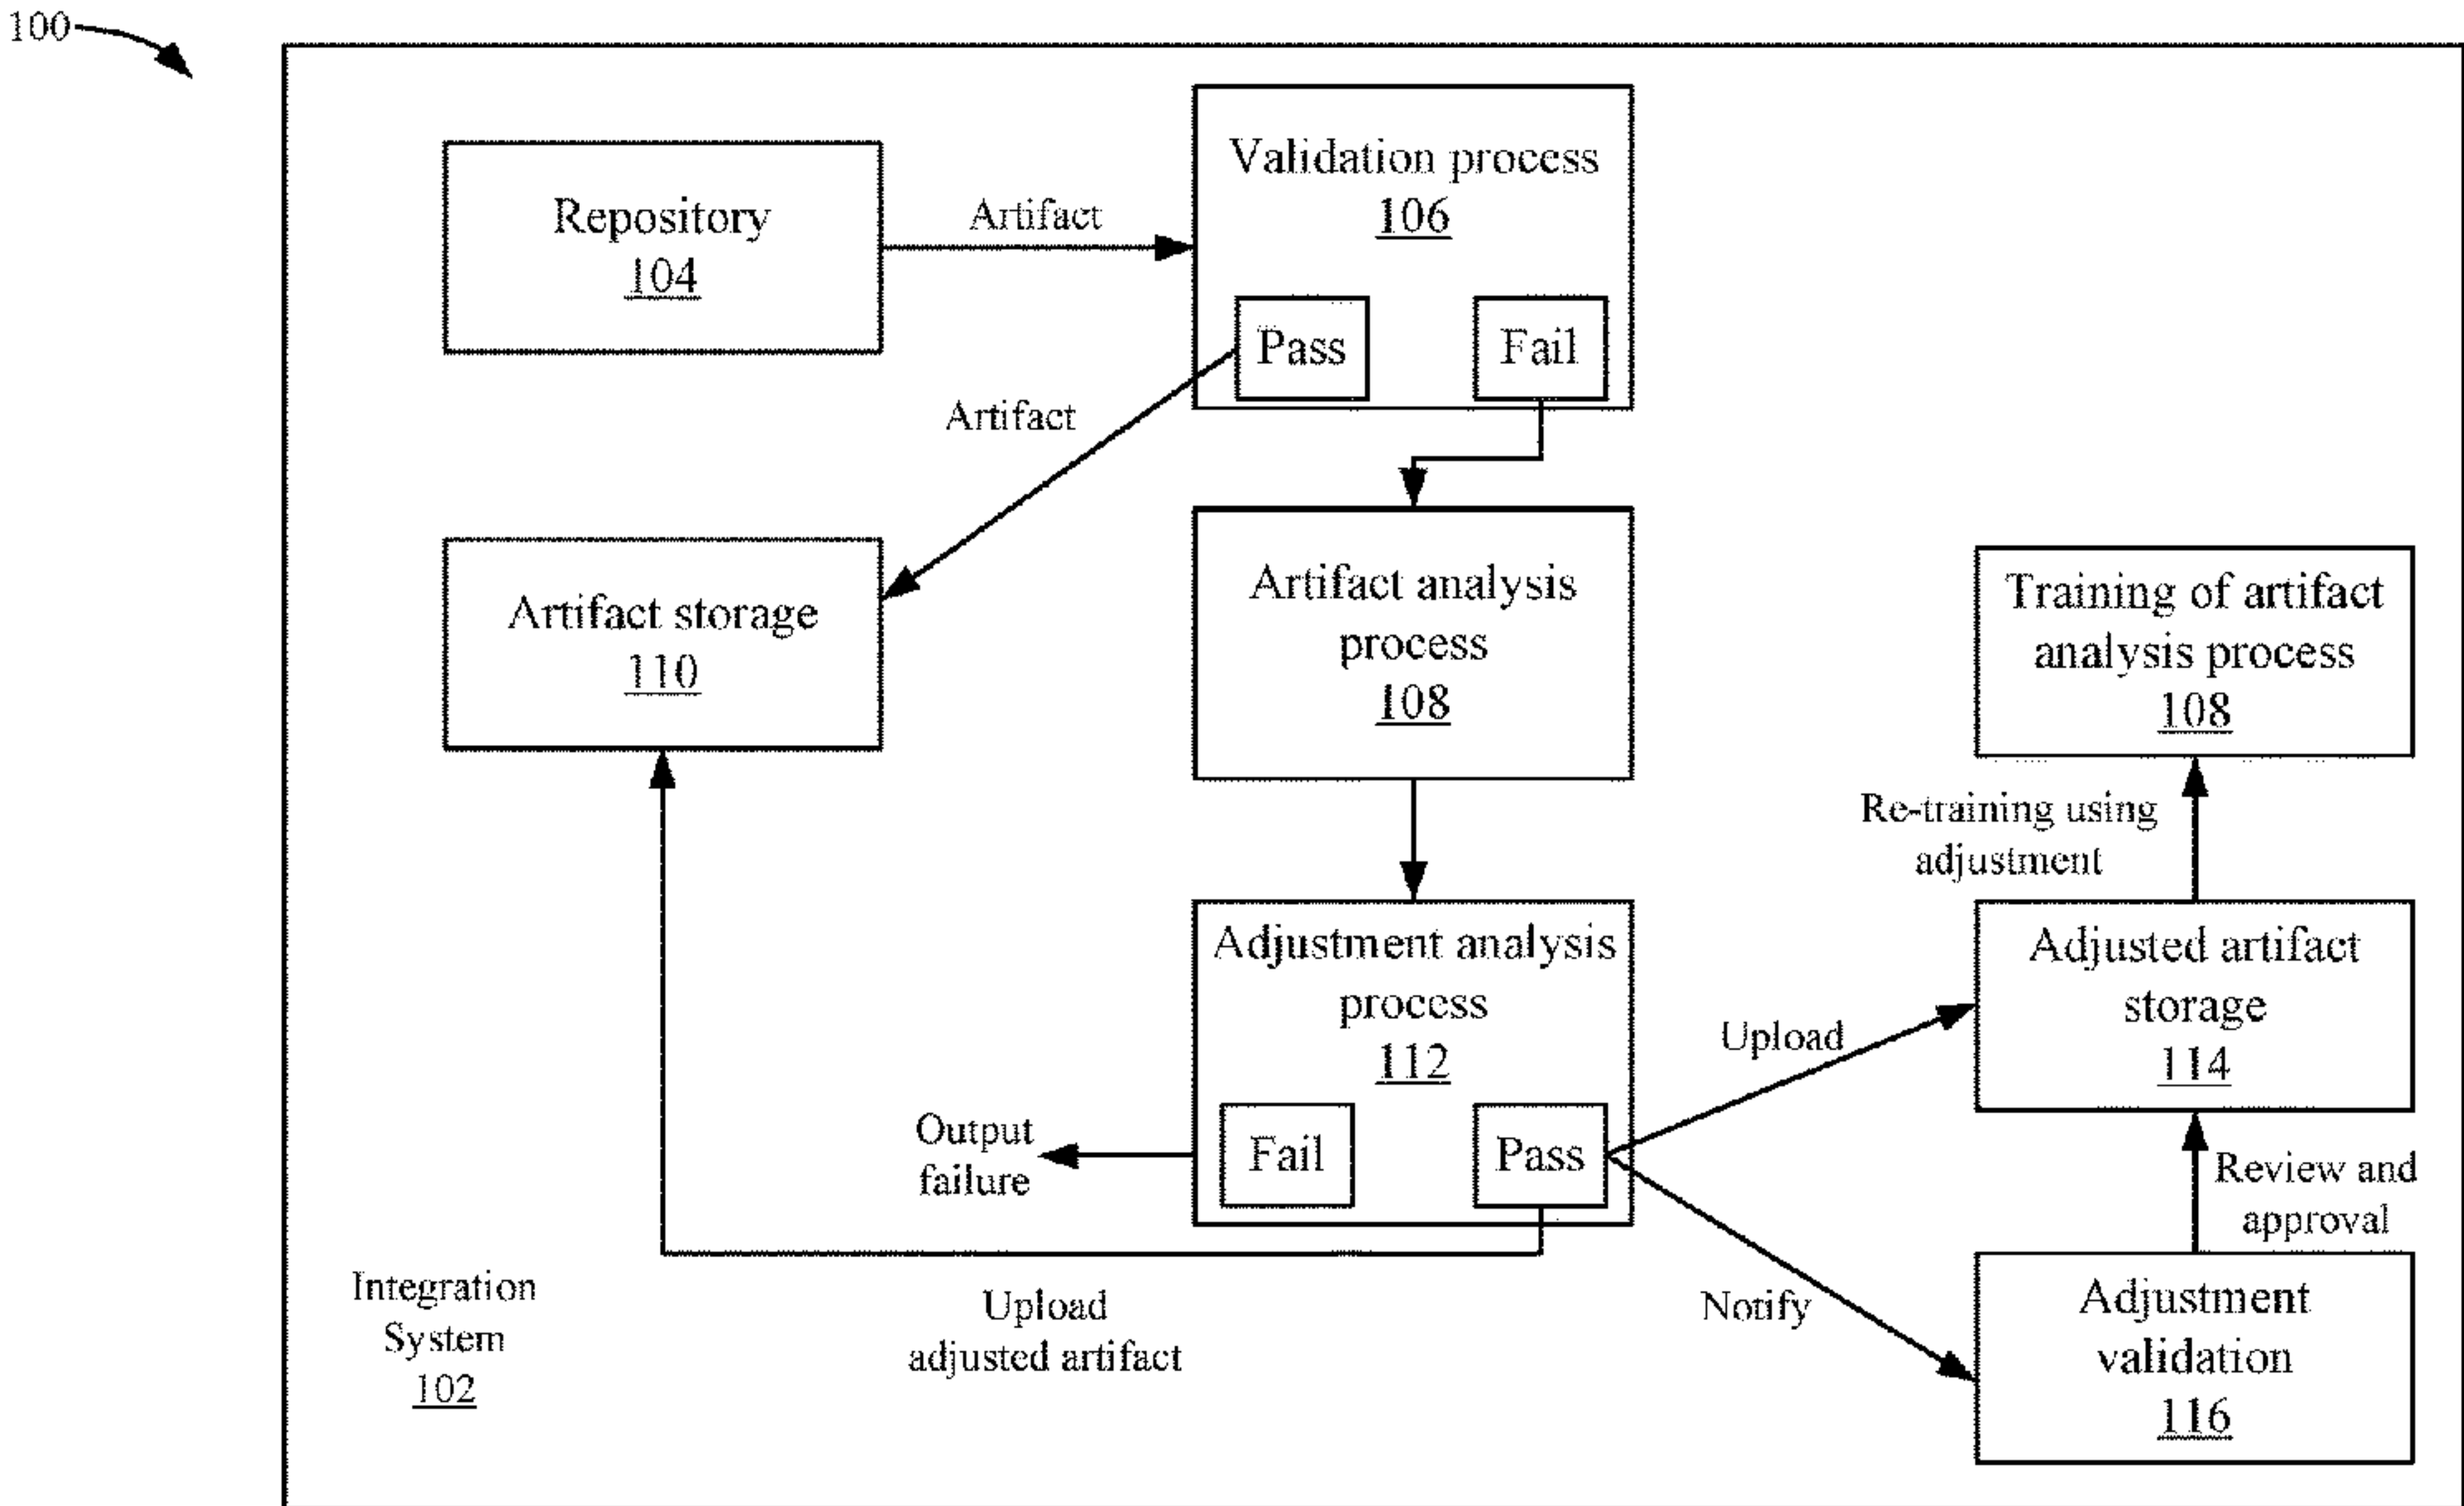 100
Repository
104
Artifact
Validation process
106
Pass
Fail
Artifact
Artifact storage
110
Artifact analysis
process
108
Training of artifact
analysis process
108
Re-training using
adjustment
Adjustment analysis
process
112
Fail
Pass
Output
failure
Upload
Adjusted artifact
storage
114
Review and
approval
Notify
Adjustment
validation
116
Upload
adjusted artifact
Integration
System
102